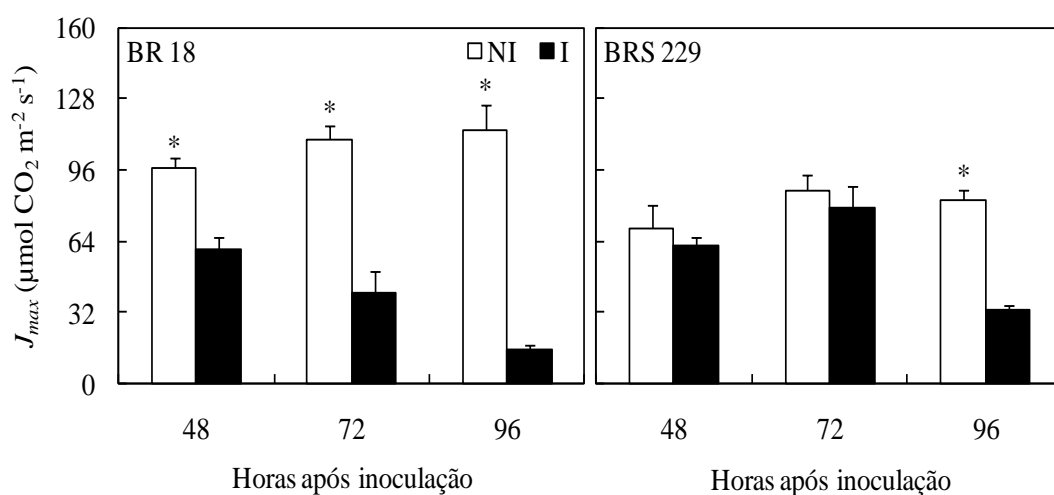 160
128
96
64
32
0
J_max (μmol CO₂ m⁻² s⁻¹)
BR 18
NI I
* * *
48 72 96
Horas após inoculação
BRS 229
*
48 72 96
Horas após inoculação